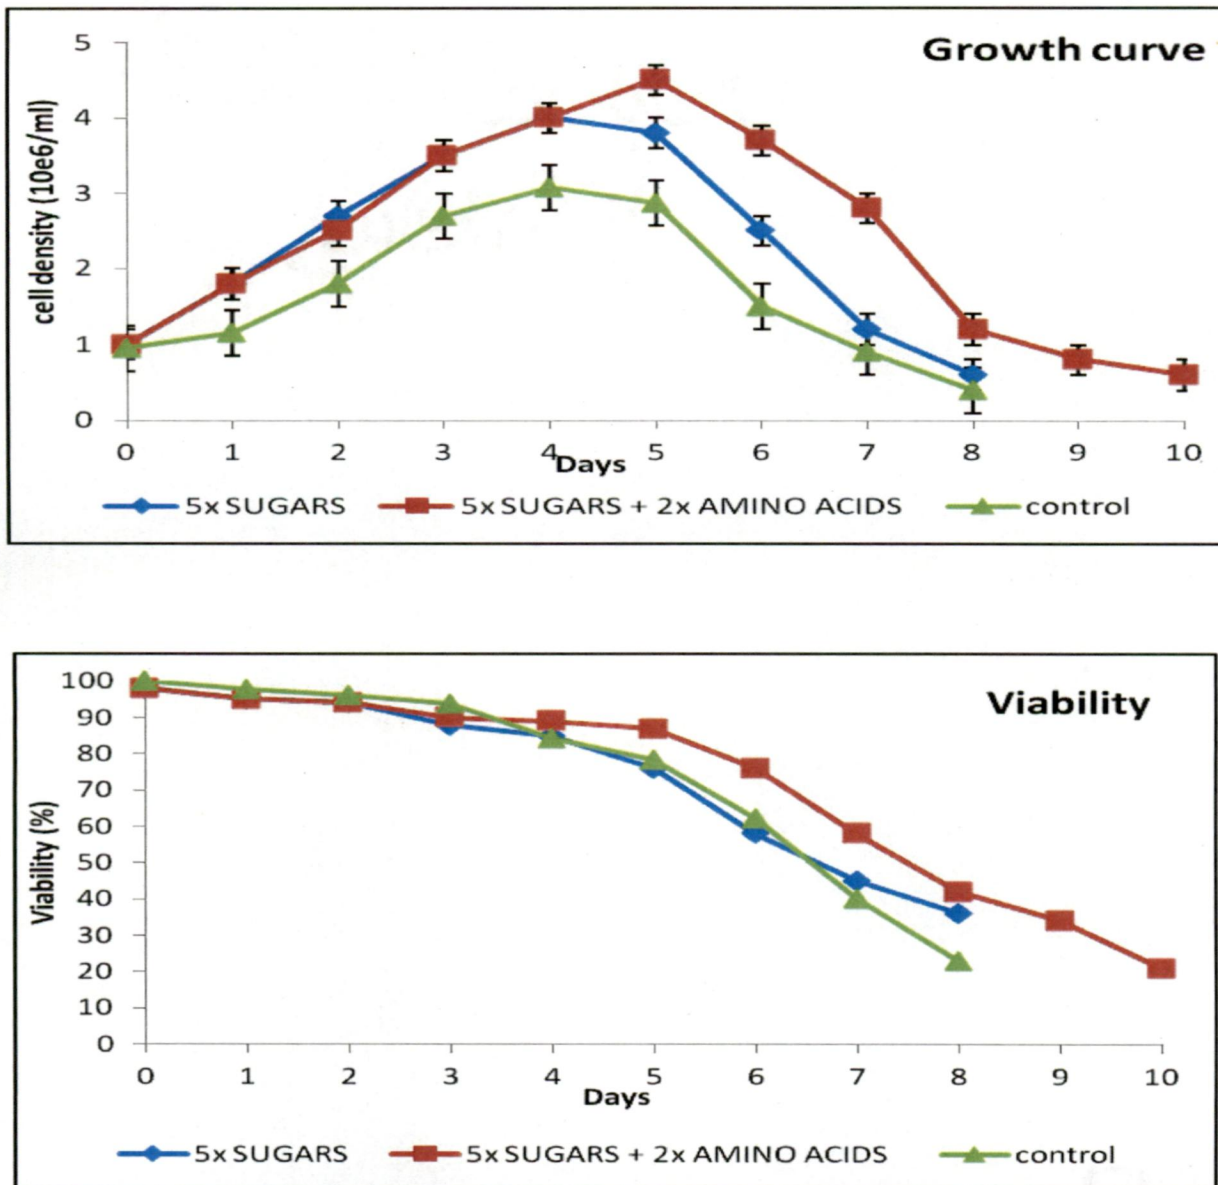 Growth curve
cell density (10e6/ml)
5
4
3
2
1
0
0 1 2 3 4 5 6 7 8 9 10
Days
5x SUGARS 5x SUGARS + 2x AMINO ACIDS control
Viability
Viability (%)
100
90
80
70
60
50
40
30
20
10
0
0 1 2 3 4 5 6 7 8 9 10
Days
5x SUGARS 5x SUGARS + 2x AMINO ACIDS control